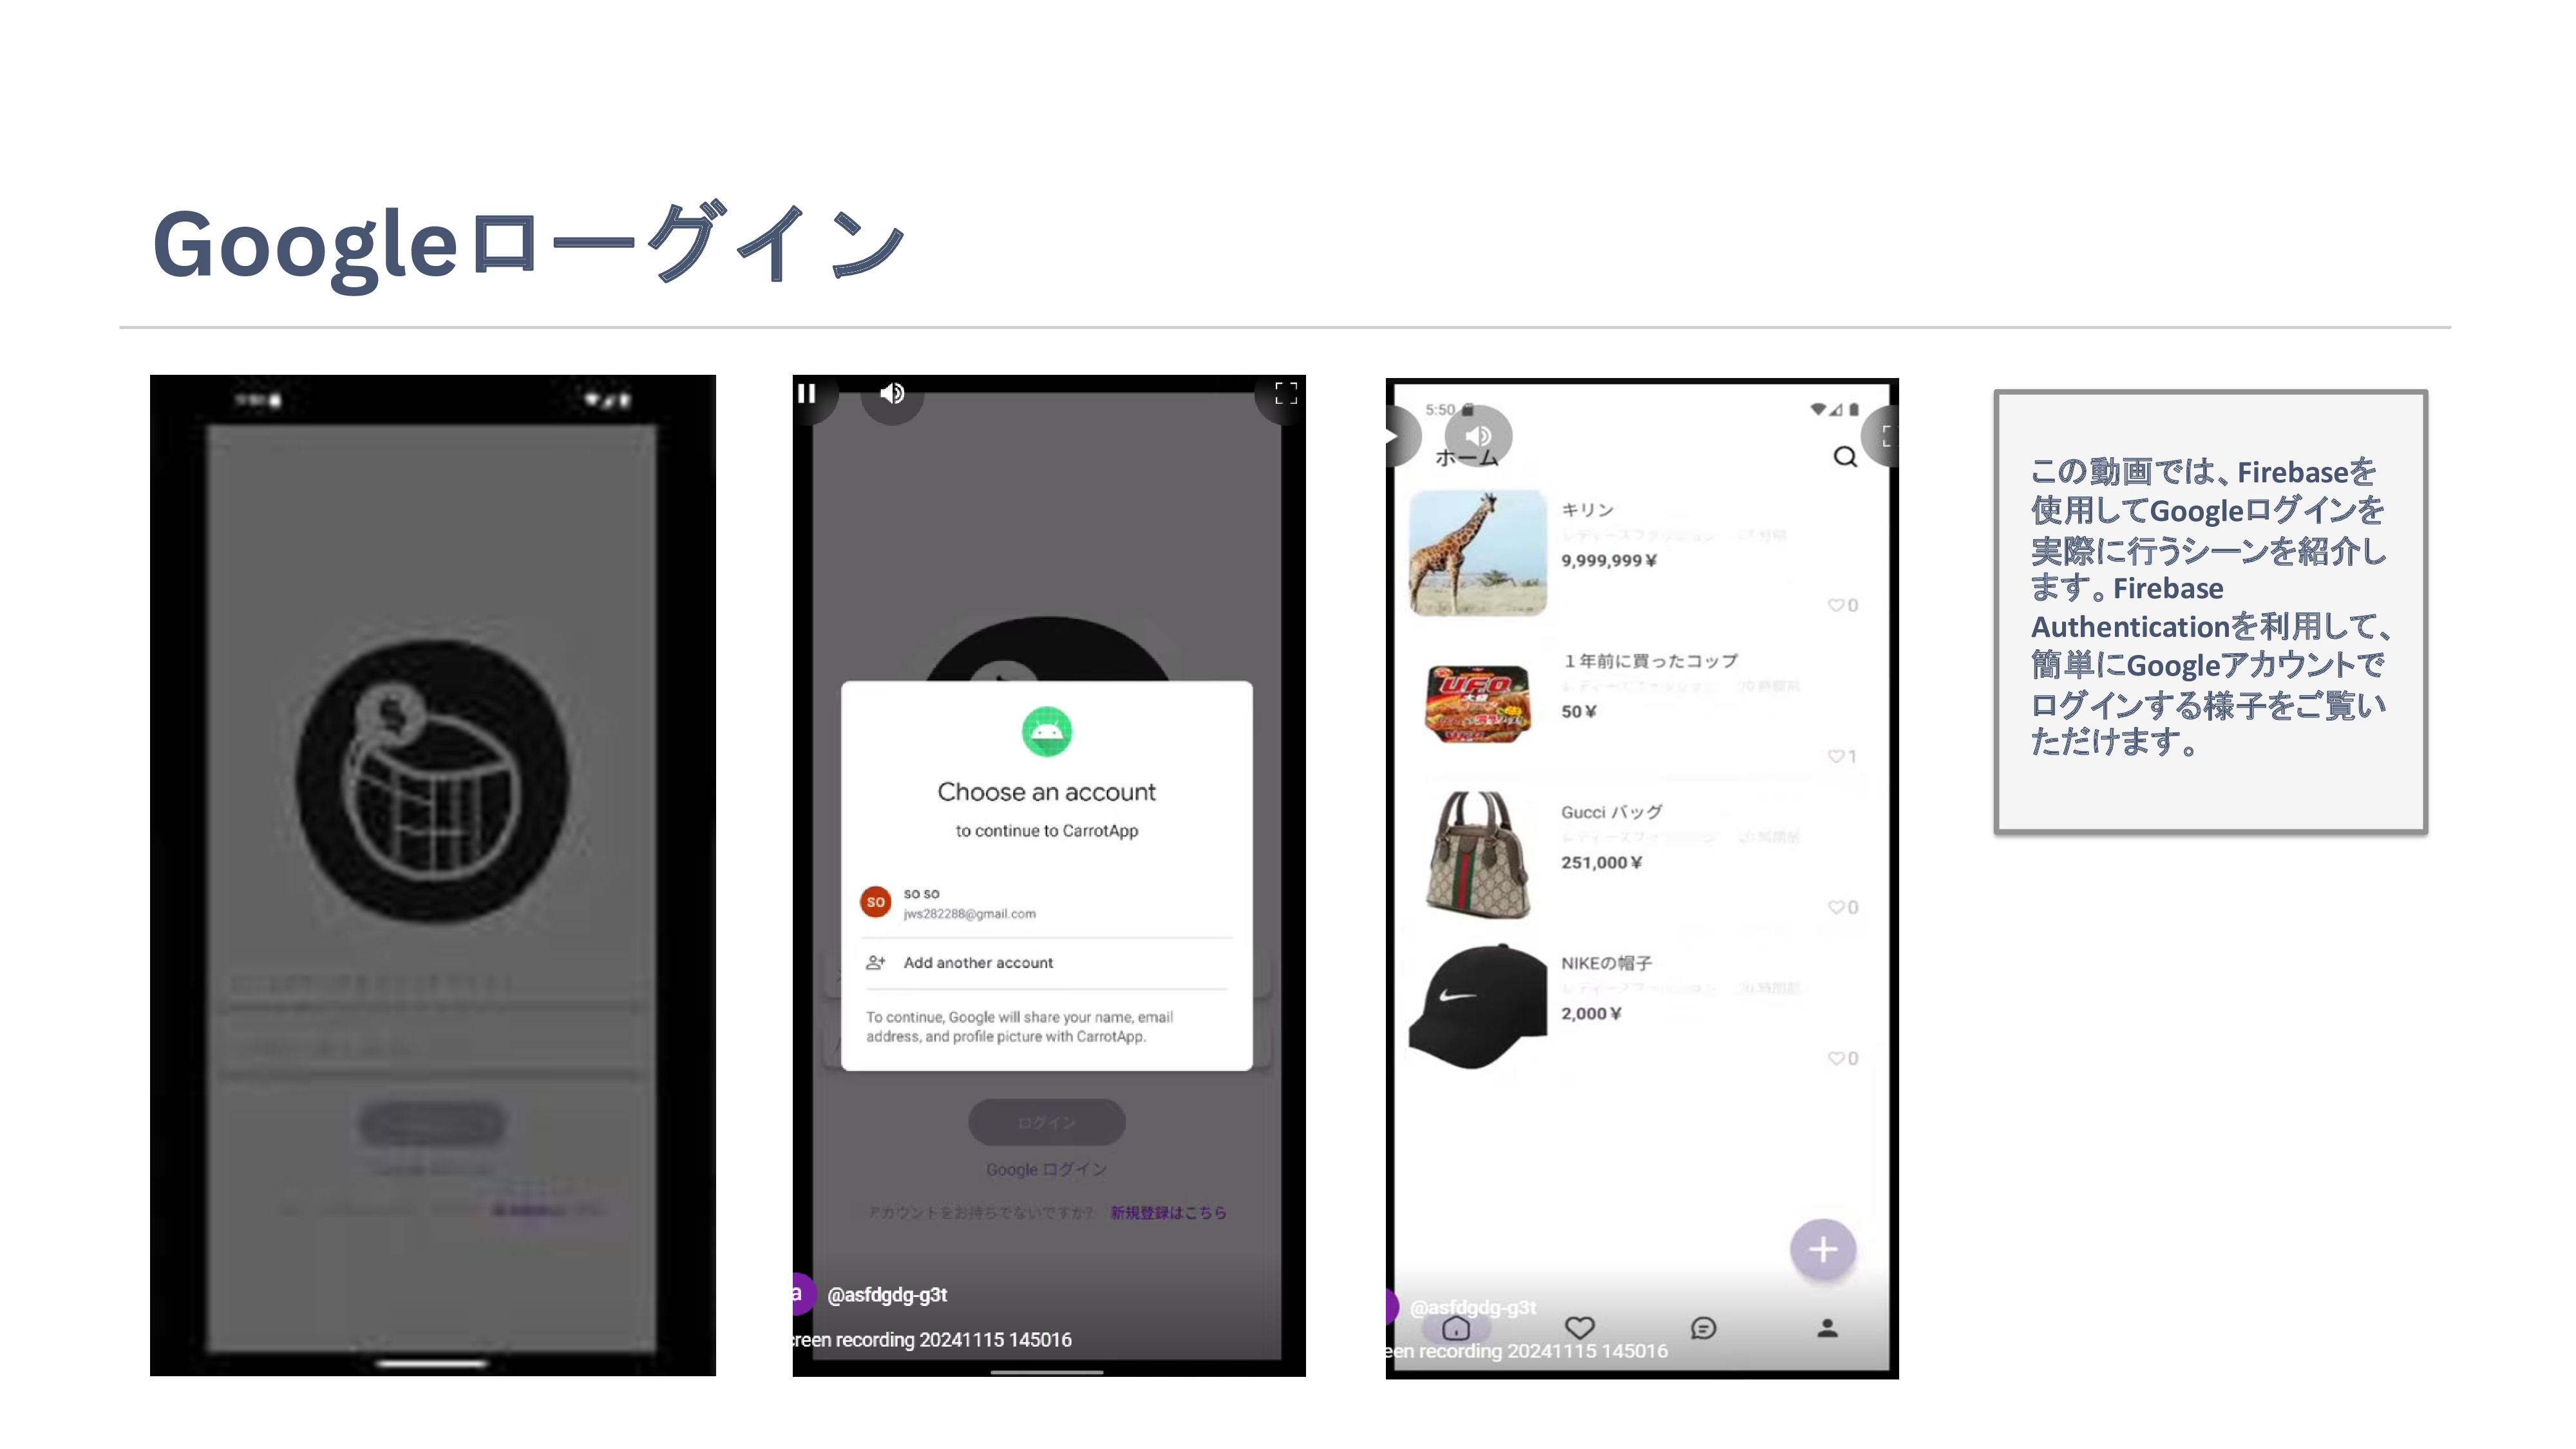 Googleローグイン
Choose an account
to continue to CarrotApp
SO
so so
jws282288@gmail.com
Add another account
To continue, Google will share your name, email
address, and profile picture with CarrotApp.
ログイン
Google ログイン
アカウントをお持ちでないですか? 新規登録はこちら
a @asfdgdg-g3t
creen recording 20241115 145016
5:50
ホーム
キリン
9,999,999¥
0
UFO
大盛
1年前に買ったコップ
50¥
1
Gucci バッグ
251,000¥
0
NIKEの帽子
2,000¥
0
@asfdgdg-g3t
een recording 20241115 145016
この動画では、Firebaseを
使用してGoogleログインを
実際に行うシーンを紹介し
ます。Firebase
Authenticationを利用して、
簡単にGoogleアカウントで
ログインする様子をご覧い
ただけます。